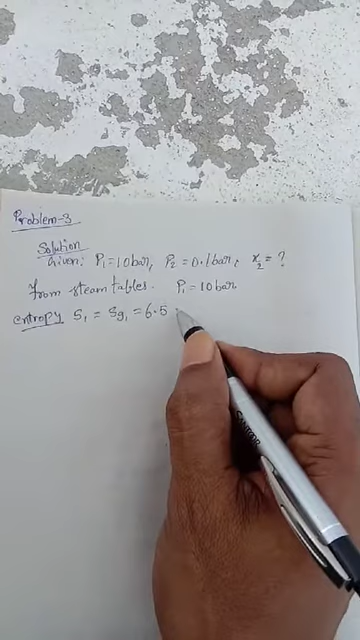 Problem-3
Solution
Given: P₁ = 10 bar, P₂ = 0.1 bar, x₂ = ?
From steam tables. P₁ = 10 bar
entropy S₁ = Sg₁ = 6.5